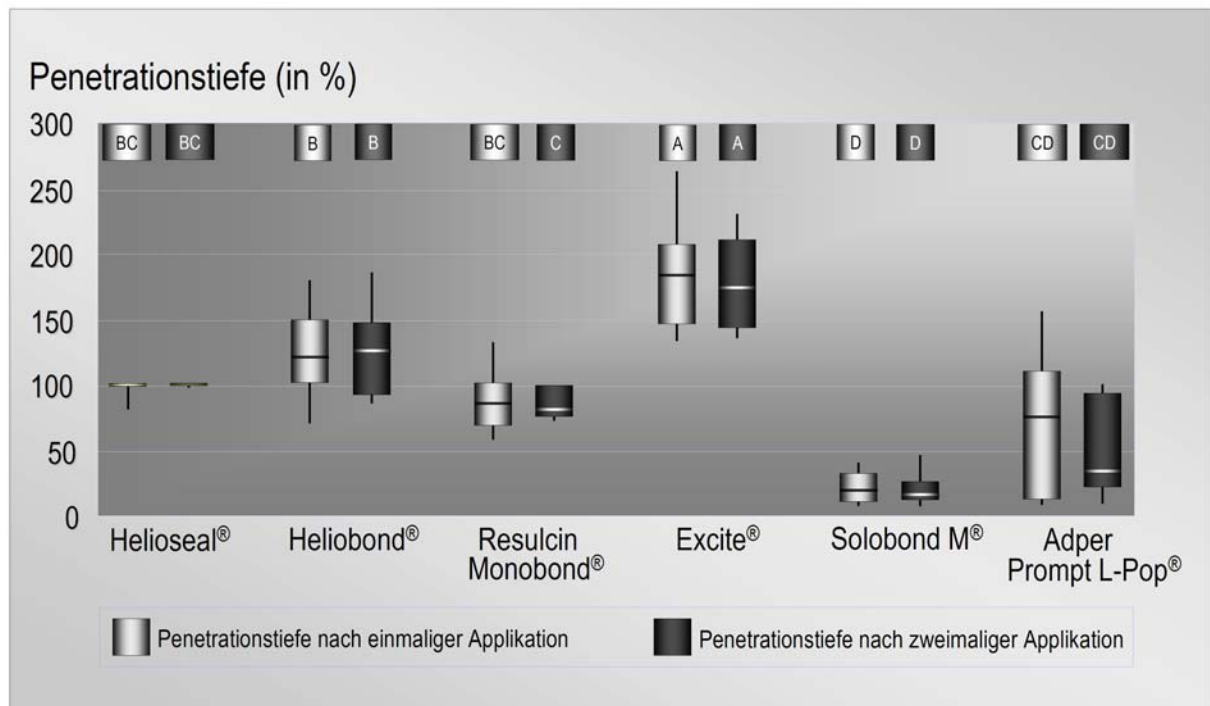 Penetrationstiefe (in %)
300
BC BC B B BC C A A D D CD CD
250
200
150
100
50
0
Helioseal® Heliobond® Resulcin Excite® Solobond M® Adper
Monobond® Prompt L-Pop®
Penetrationstiefe nach einmaliger Applikation Penetrationstiefe nach zweimaliger Applikation